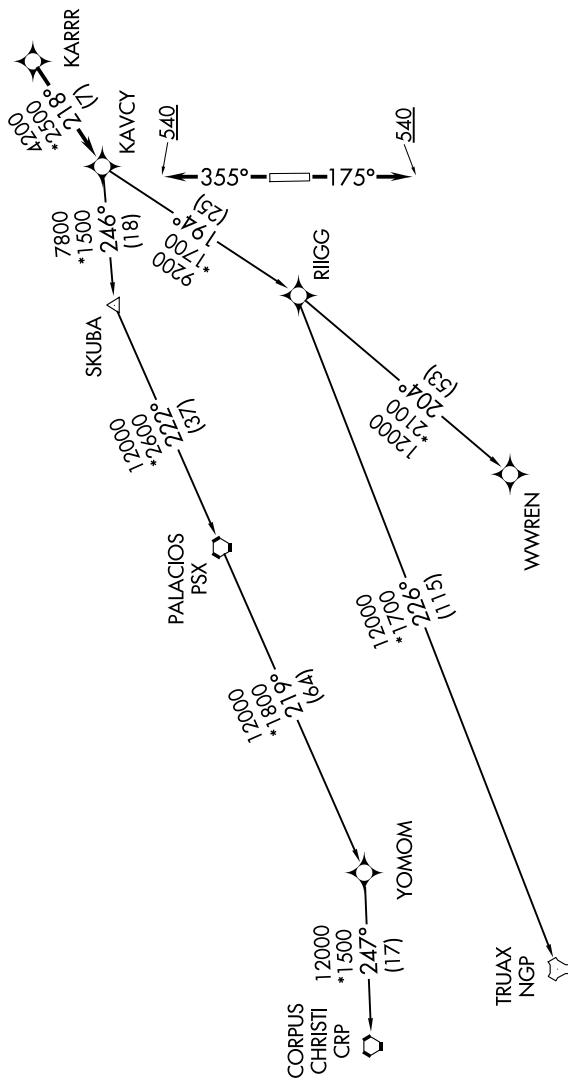 KARRR
4200
*2500
218°
(7)
KAVCY
540
355°
175°
540
7800
*1500
246°
(18)
9200
*1700
194°
(25)
SKUBA
RIIGG
12000
*2600
222°
(37)
12000
*2100
204°
(53)
WWREN
PALACIOS
PSX
12000
*1700
226°
(115)
12000
*1800
219°
(64)
YOMOM
12000
*1500
247°
(17)
CORPUS
CHRISTI
CRP
TRUAX
NGP